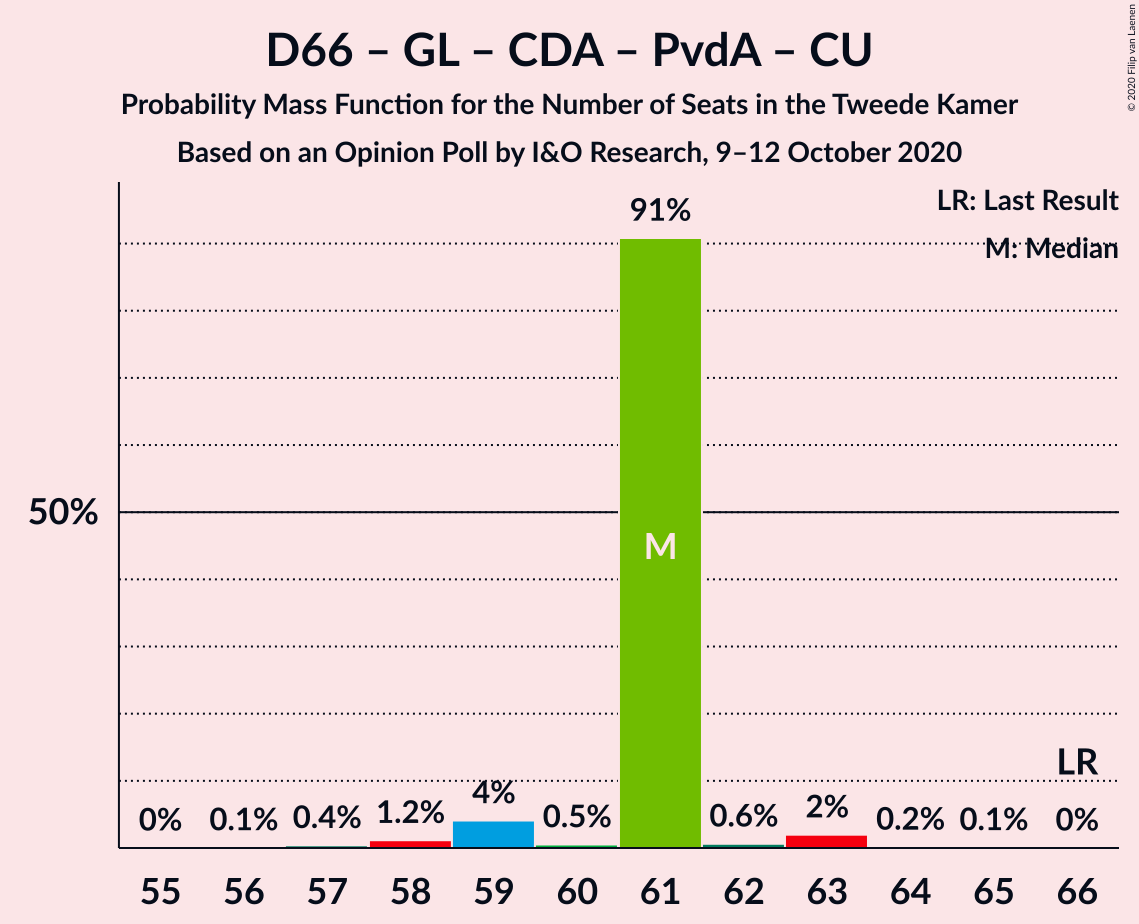 D66 – GL – CDA – PvdA – CU
Probability Mass Function for the Number of Seats in the Tweede Kamer
Based on an Opinion Poll by I&O Research, 9–12 October 2020
© 2020 Filip van Laenen
LR: Last Result
M: Median
91%
50%
M
LR
0% 0.1% 0.4% 1.2% 4% 0.5% 0.6% 2% 0.2% 0.1% 0%
55 56 57 58 59 60 61 62 63 64 65 66